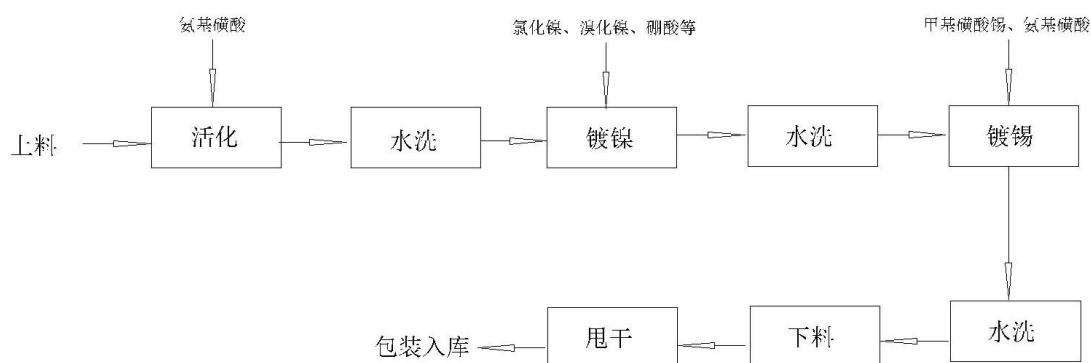 氨基磺酸
氯化镍、溴化镍、硼酸等
甲基磺酸锡、氨基磺酸
上料
活化
水洗
镀镍
水洗
镀锡
水洗
下料
甩干
包装入库